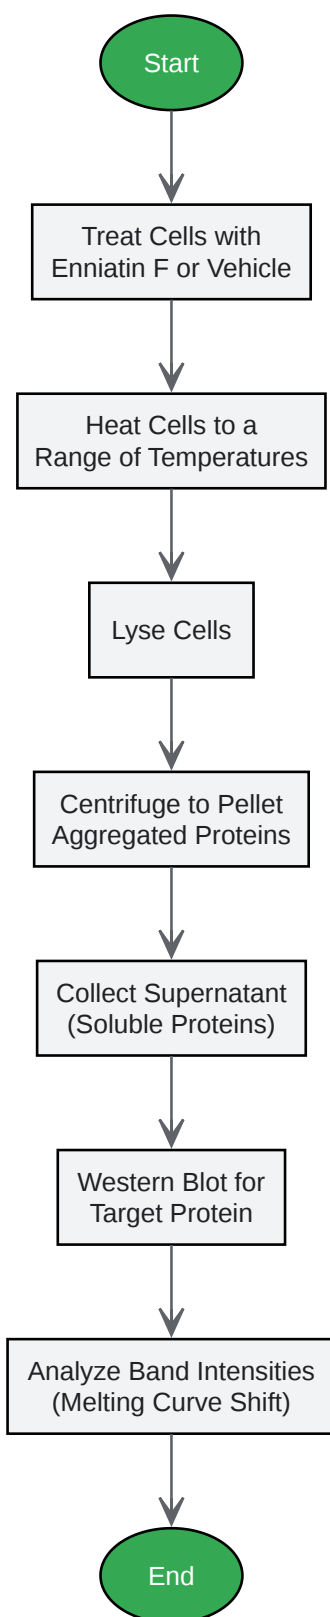 Start
Treat Cells with
Enniatin F or Vehicle
Heat Cells to a
Range of Temperatures
Lyse Cells
Centrifuge to Pellet
Aggregated Proteins
Collect Supernatant
(Soluble Proteins)
Western Blot for
Target Protein
Analyze Band Intensities
(Melting Curve Shift)
End